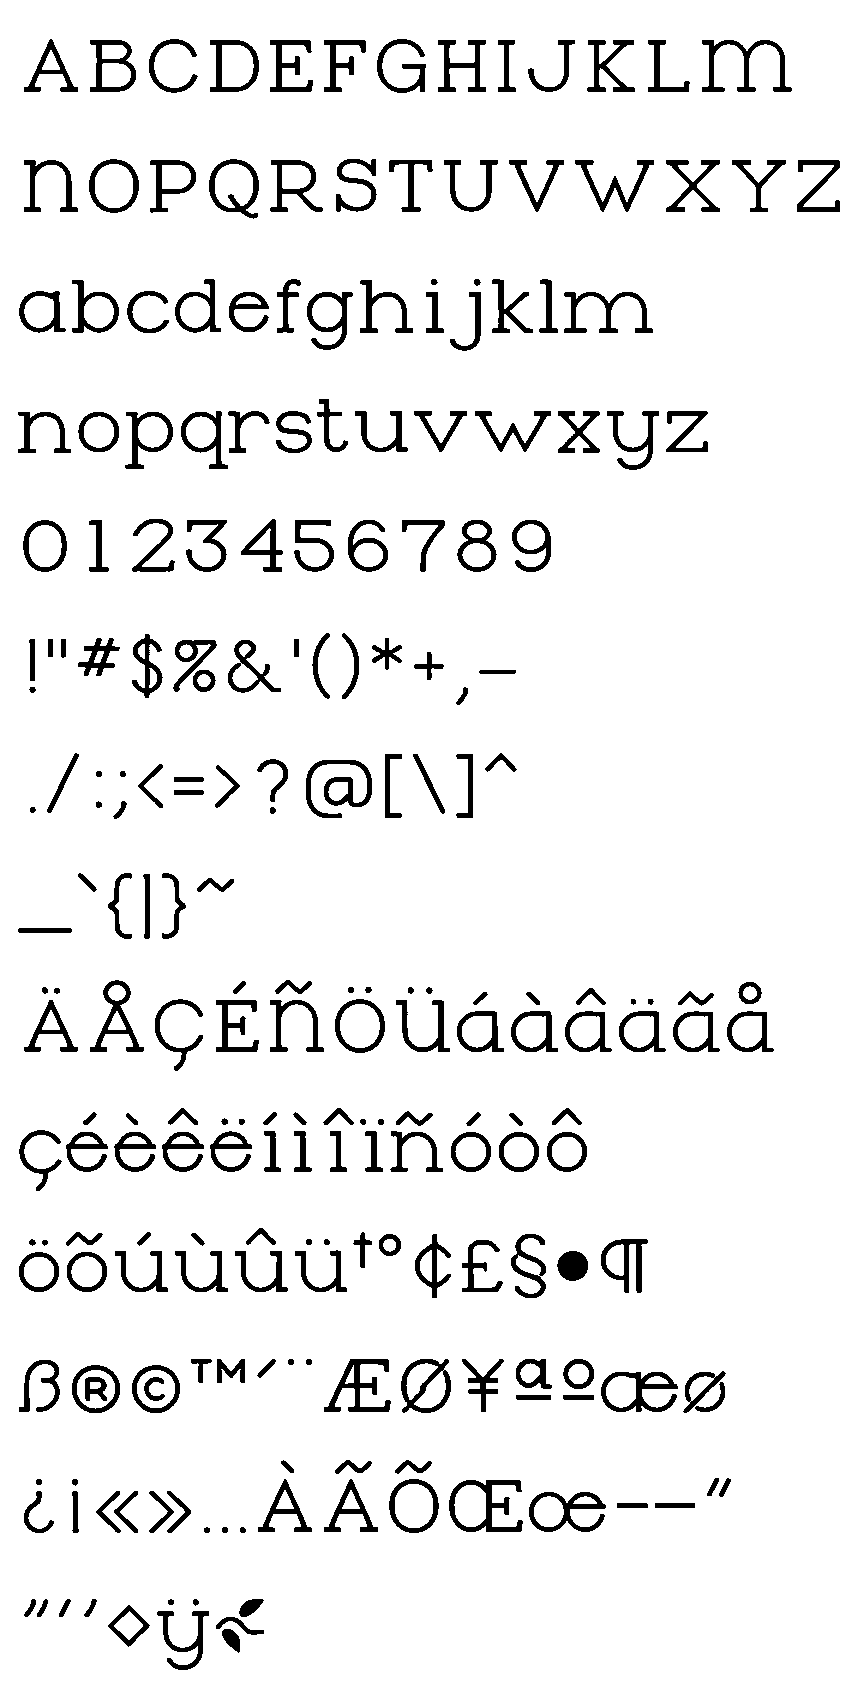 ABCDEFGHIJKLM
NOPQRSTUVWXYZ
abcdefghijklm
nopqrstuvwxyz
0123456789
!"#$%&'()*+,–
./:;<=>?@[\]^
_`{|}~
ÄÅÇÉÑÖÜáàâäãå
çéèêëíìîïñóòô
öõúùûü†°¢£§•¶
ß®©™´¨ÆØ¥ªºæø
¿¡«»…ÀÃÕŒœ–—“
”‘’◊ÿ